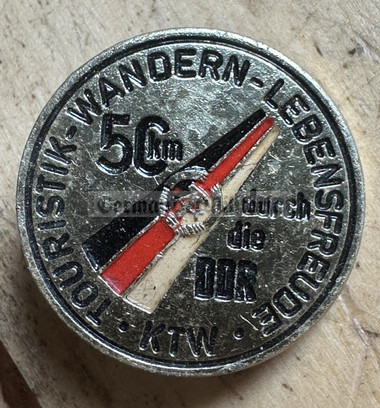 TOURISTIK-WANDERN-LEBENSFREUDE
50km
durch
die
DDR
· KTW ·